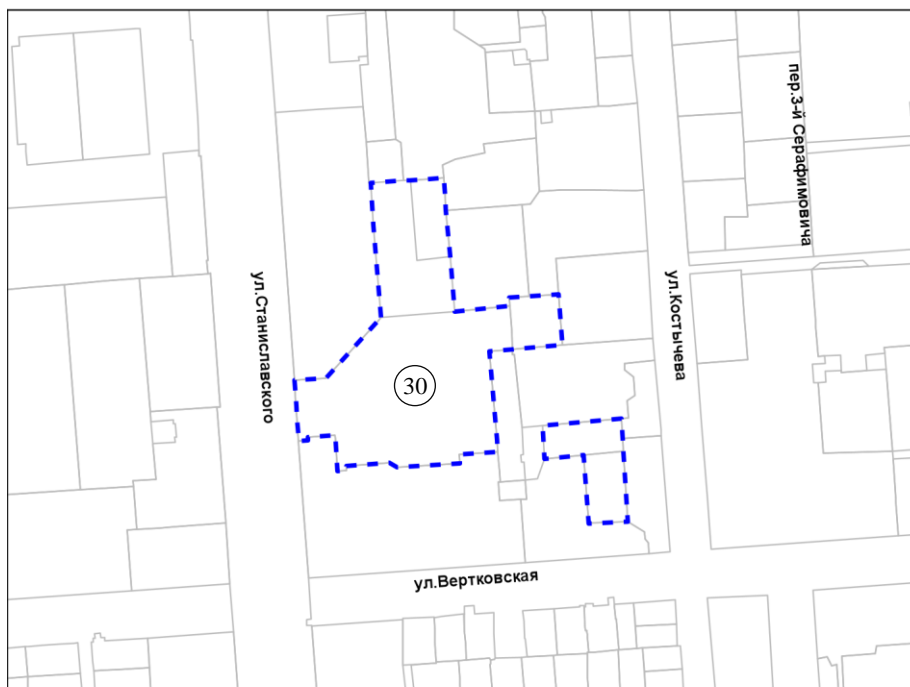 пер.3-й Серафимовича
ул.Станиславского
ул.Костычева
30
ул.Вертковская